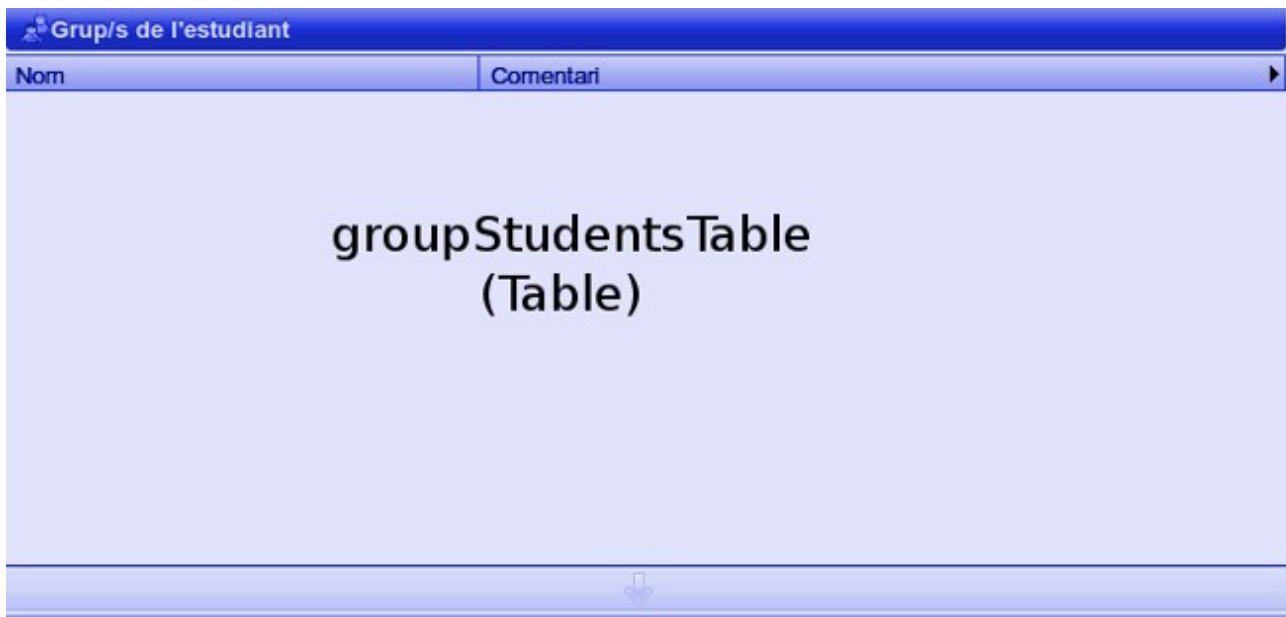 Grup/s de l'estudiant
Nom Comentari
groupStudentsTable
(Table)